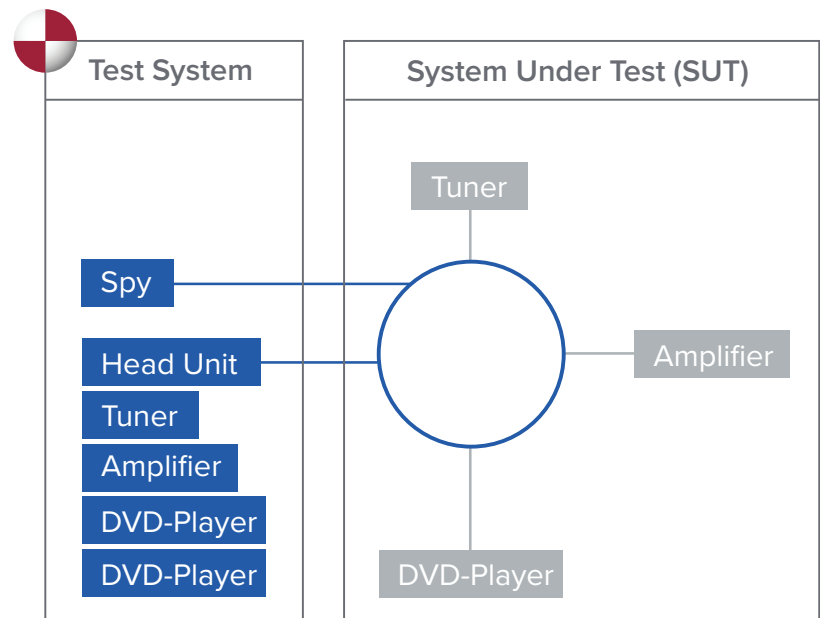 Test System
System Under Test (SUT)
Tuner
Spy
Head Unit
Amplifier
Tuner
Amplifier
DVD-Player
DVD-Player
DVD-Player